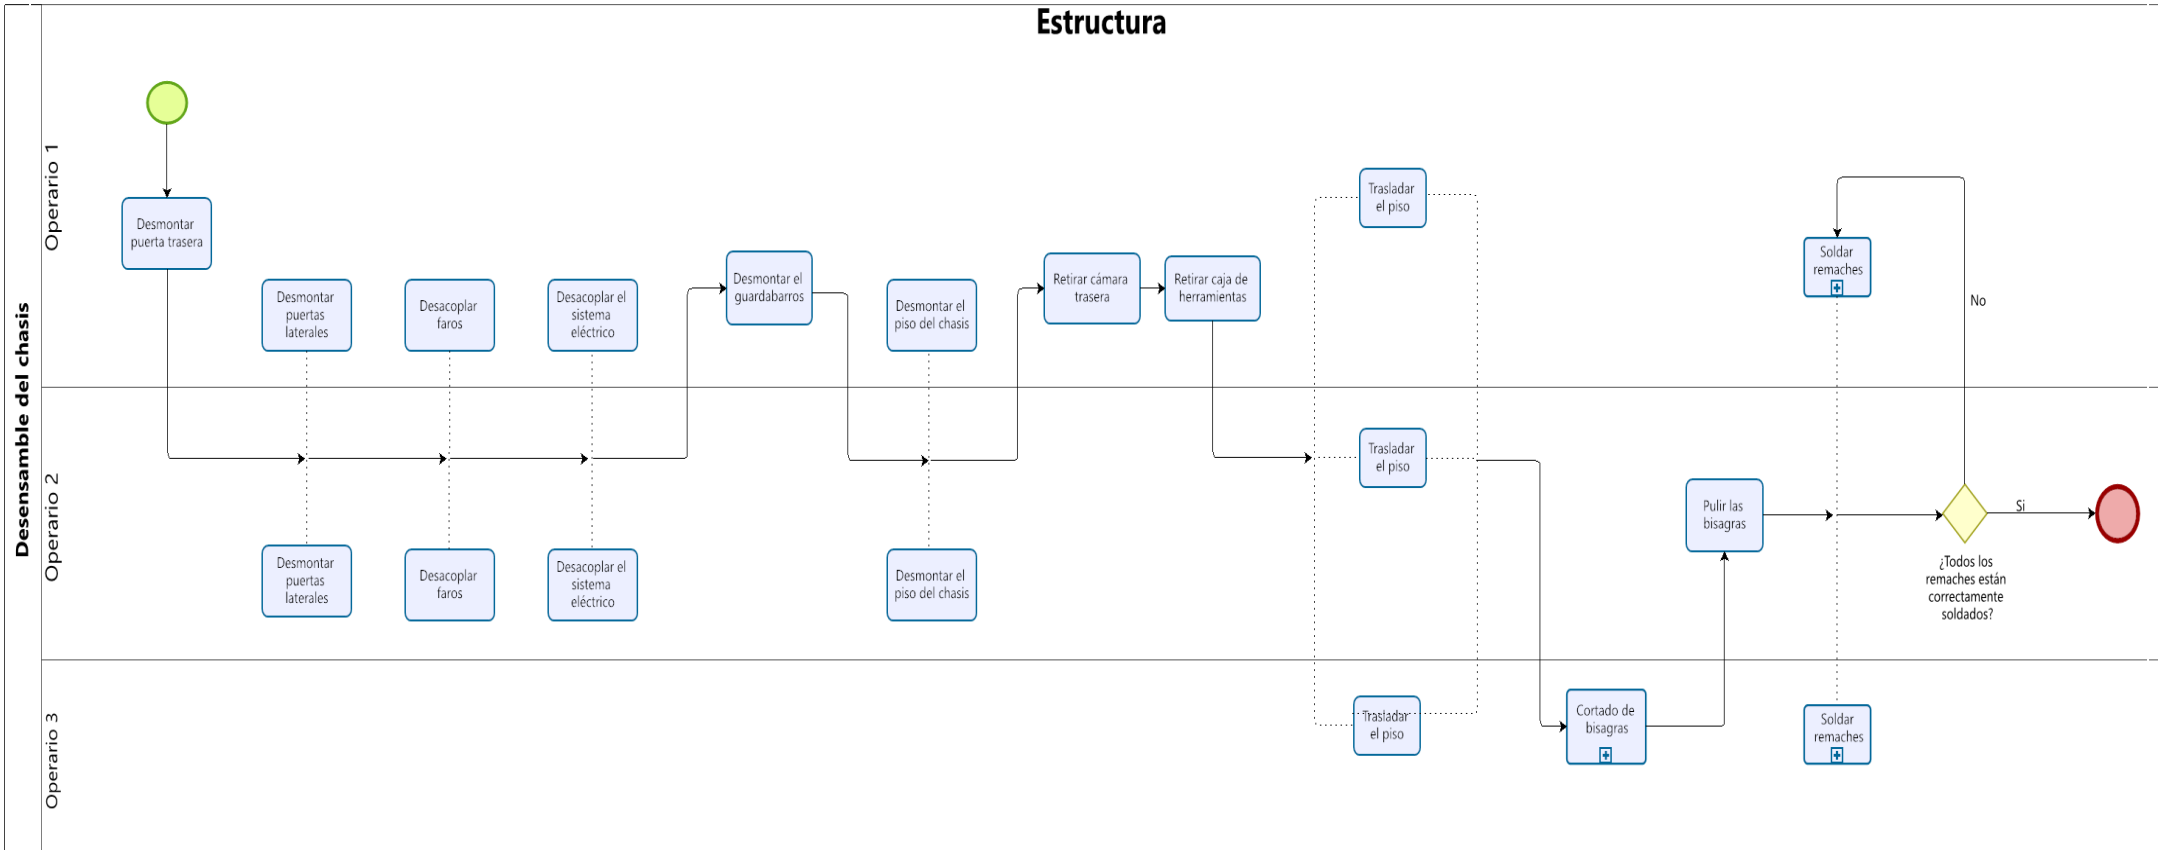 Estructura
Desensamble del chasis
Operario 1
Desmontar
puerta trasera
Desmontar
puertas
laterales
Desacoplar
faros
Desacoplar el
sistema
eléctrico
Desmontar el
guardabarros
Desmontar el
piso del chasis
Retirar cámara
trasera
Retirar caja de
herramientas
Trasladar
el piso
Soldar
remaches
No
Operario 2
Desmontar
puertas
laterales
Desacoplar
faros
Desacoplar el
sistema
eléctrico
Desmontar el
piso del chasis
Trasladar
el piso
Pulir las
bisagras
Si
¿Todos los
remaches están
correctamente
soldados?
Operario 3
Trasladar
el piso
Cortado de
bisagras
Soldar
remaches